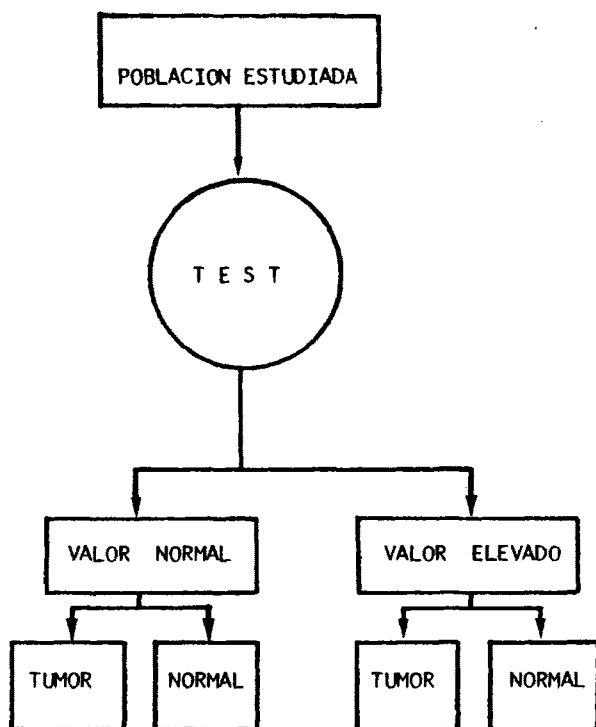 POBLACION ESTUDIADA
T E S T
VALOR NORMAL
VALOR ELEVADO
TUMOR
NORMAL
TUMOR
NORMAL